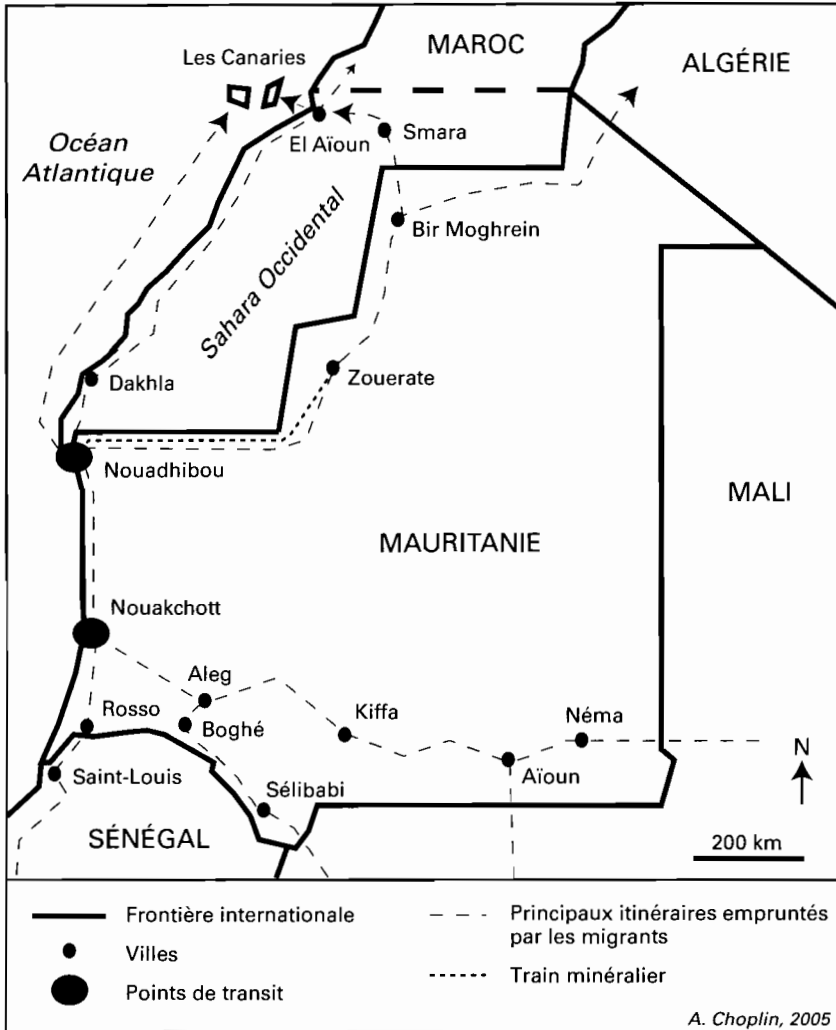 MAROC
Les Canaries
ALGÉRIE
Océan
Atlantique
El Aïoun
Smara
Bir Moghrein
Sahara Occidental
Dakhla
Zouerate
Nouadhibou
MALI
MAURITANIE
Nouakchott
Aleg
Rosso
Boghé
Kiffa
Néma
N
Saint-Louis
Aïoun
Sélibabi
SÉNÉGAL
200 km
Frontière internationale
Villes
Points de transit
Principaux itinéraires empruntés
par les migrants
Train minéralier
A. Choplin, 2005